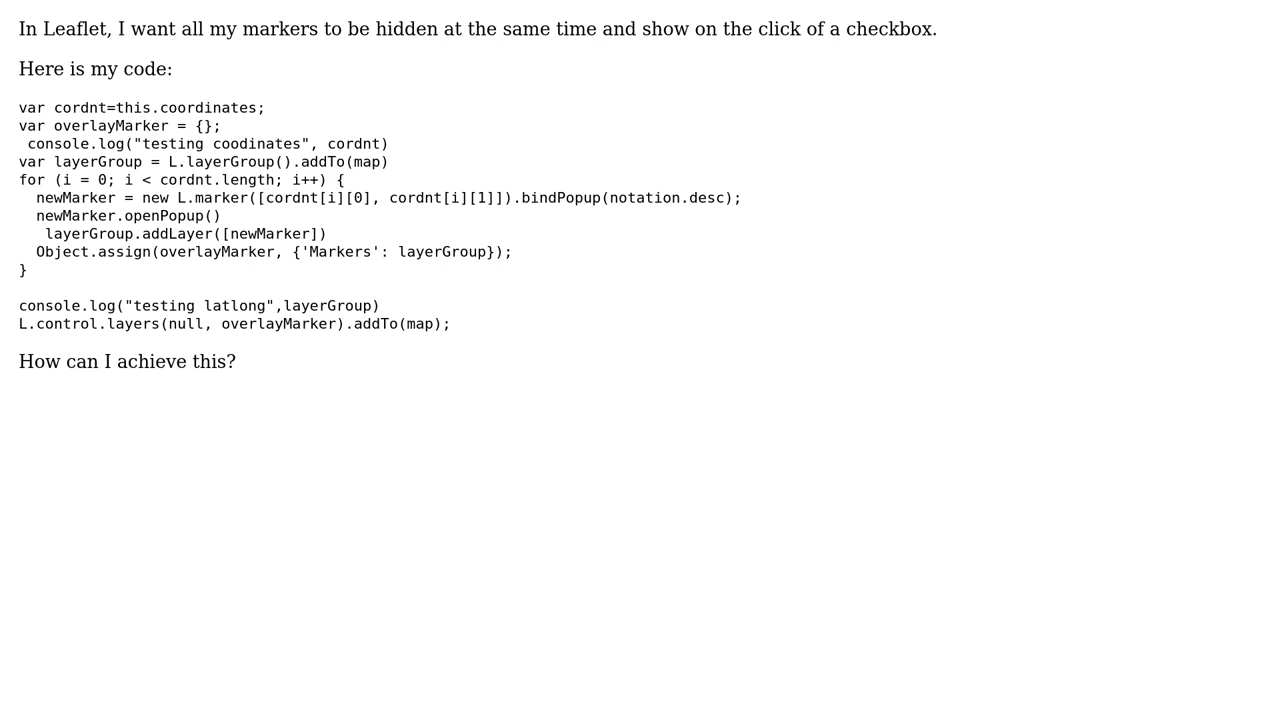 In Leaflet, I want all my markers to be hidden at the same time and show on the click of a checkbox.
Here is my code:
var cordnt=this.coordinates;
var overlayMarker = {};
 console.log("testing coodinates", cordnt)
var layerGroup = L.layerGroup().addTo(map)
for (i = 0; i < cordnt.length; i++) {
  newMarker = new L.marker([cordnt[i][0], cordnt[i][1]]).bindPopup(notation.desc);
  newMarker.openPopup()
   layerGroup.addLayer([newMarker])
  Object.assign(overlayMarker, {'Markers': layerGroup});
}
console.log("testing latlong",layerGroup)
L.control.layers(null, overlayMarker).addTo(map);
How can I achieve this?